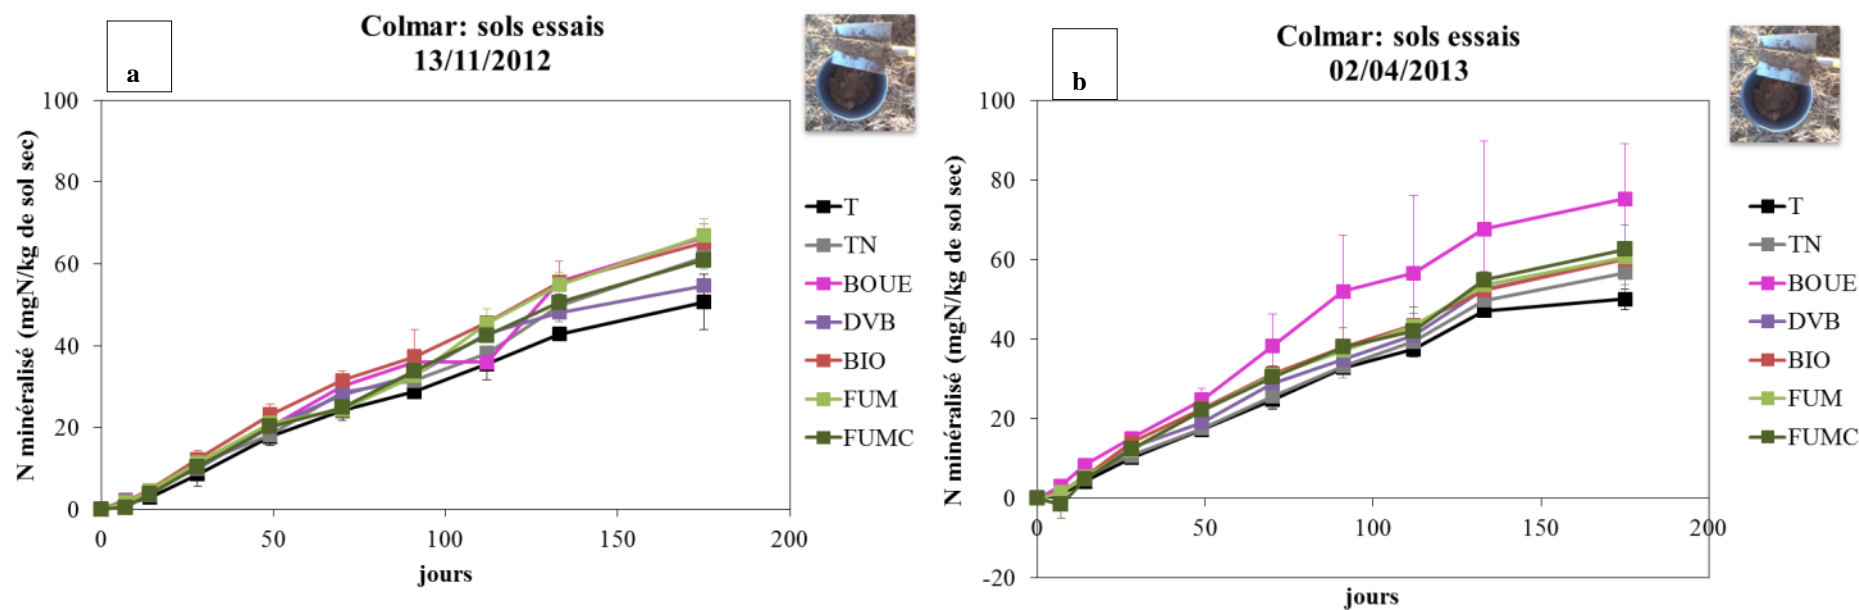 Colmar: sols essais
13/11/2012
a
N minéralisé (mgN/kg de sol sec)
100
80
60
40
20
0
0
50
100
150
200
jours
T
TN
BOUE
DVB
BIO
FUM
FUMC
Colmar: sols essais
02/04/2013
b
N minéralisé (mgN/kg de sol sec)
100
80
60
40
20
0
-20
0
50
100
150
200
jours
T
TN
BOUE
DVB
BIO
FUM
FUMC